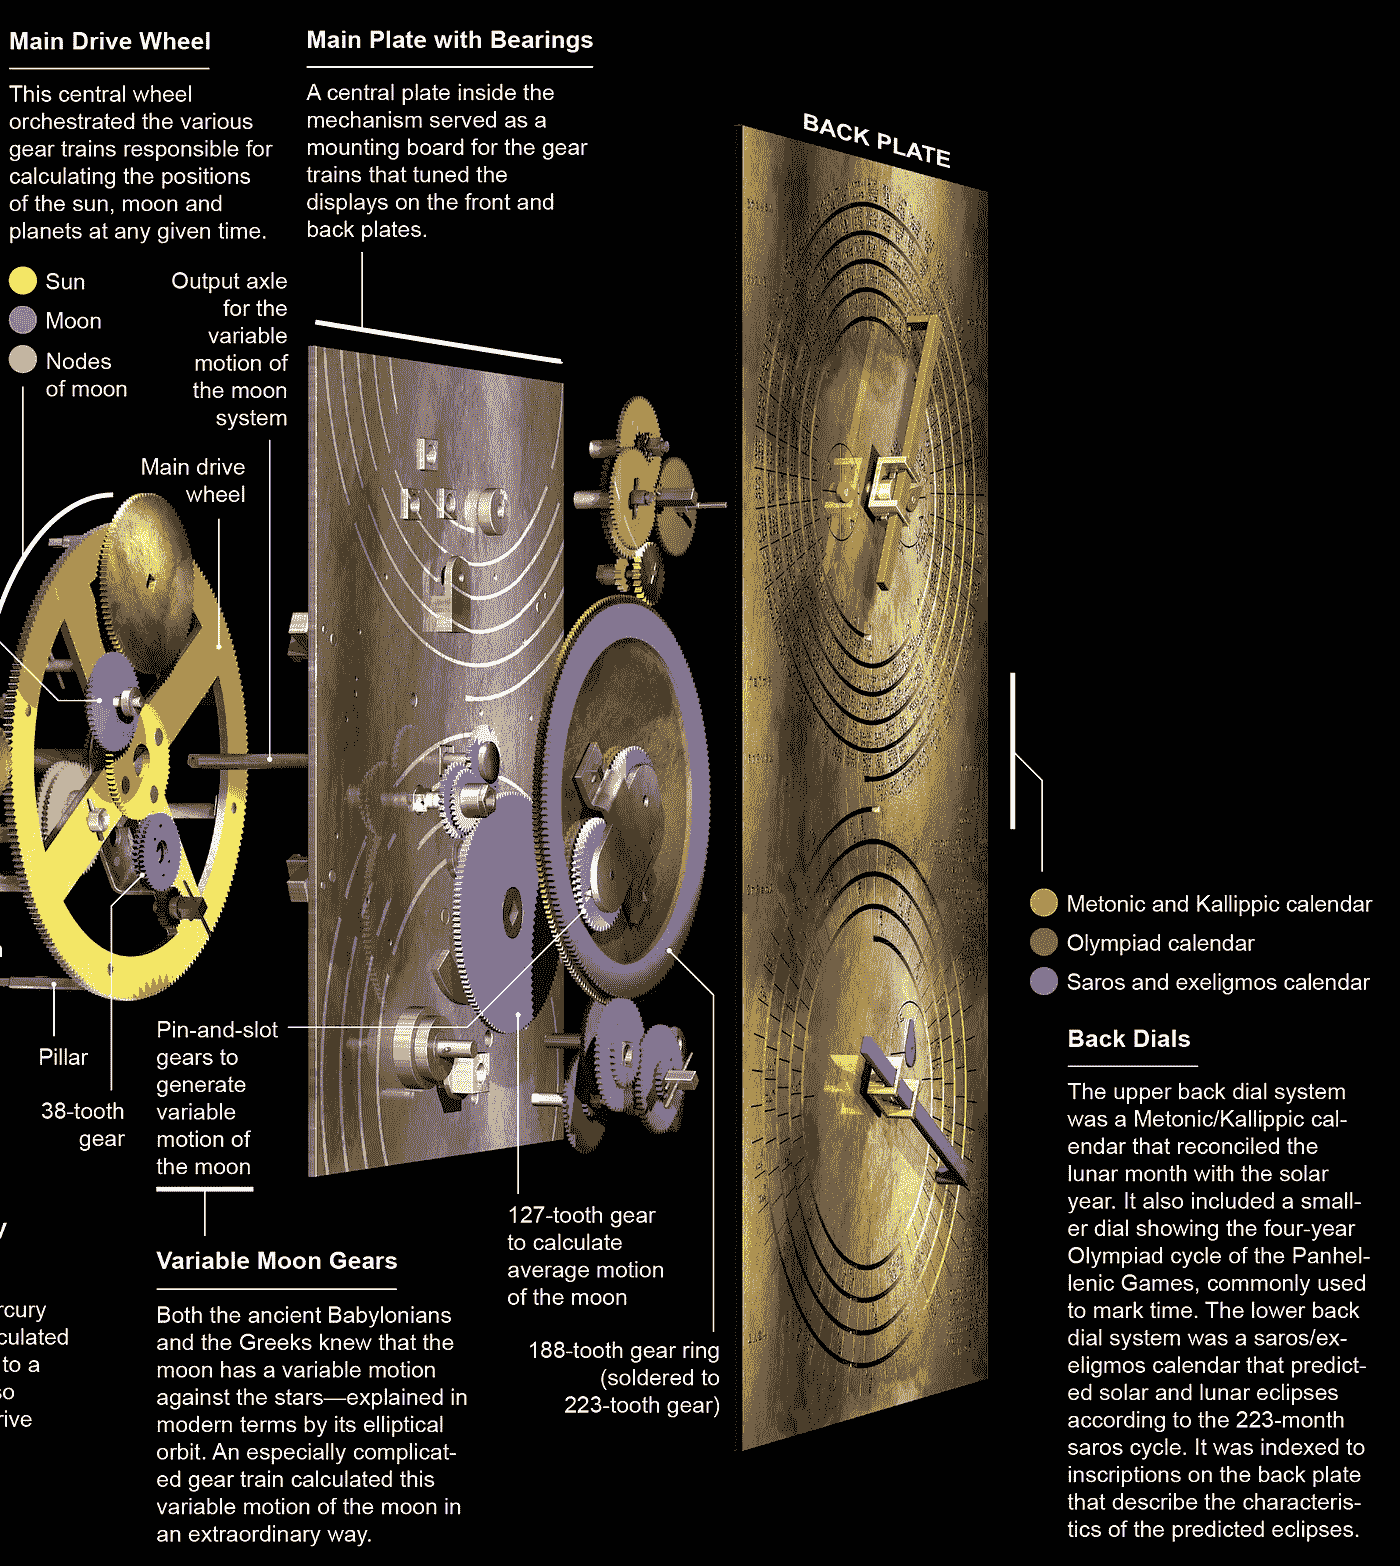 Main Drive Wheel
This central wheel
orchestrated the various
gear trains responsible for
calculating the positions
of the sun, moon and
planets at any given time.
Sun
Moon
Nodes
of moon
Output axle
for the
variable
motion of
the moon
system
Main drive
wheel
Main Plate with Bearings
A central plate inside the
mechanism served as a
mounting board for the gear
trains that tuned the
displays on the front and
back plates.
BACK PLATE
Pillar
38-tooth
gear
Pin-and-slot
gears to
generate
variable
motion of
the moon
Variable Moon Gears
Both the ancient Babylonians
and the Greeks knew that the
moon has a variable motion
against the stars—explained in
modern terms by its elliptical
orbit. An especially complicat-
ed gear train calculated this
variable motion of the moon in
an extraordinary way.
rcury
culated
to a
so
rive
127-tooth gear
to calculate
average motion
of the moon
188-tooth gear ring
(soldered to
223-tooth gear)
Metonic and Kallippic calendar
Olympiad calendar
Saros and exeligmos calendar
Back Dials
The upper back dial system
was a Metonic/Kallippic cal-
endar that reconciled the
lunar month with the solar
year. It also included a small-
er dial showing the four-year
Olympiad cycle of the Panhel-
lenic Games, commonly used
to mark time. The lower back
dial system was a saros/ex-
eligmos calendar that predict-
ed solar and lunar eclipses
according to the 223-month
saros cycle. It was indexed to
inscriptions on the back plate
that describe the characteris-
tics of the predicted eclipses.